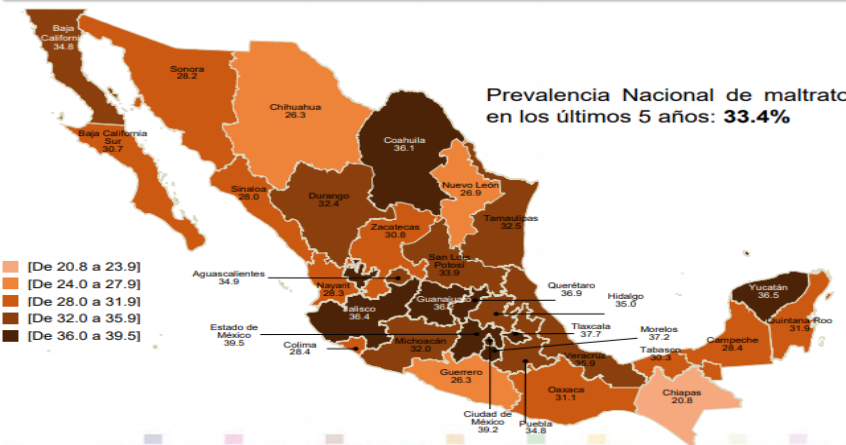 Baja
California
34.8
Sonora
28.2
Chihuahua
26.3
Prevalencia Nacional de maltrato
en los últimos 5 años: 33.4%
Coahuila
36.1
Baja California
Sur
30.7
Sinaloa
28.0
Durango
32.4
Nuevo León
26.9
Tamaulipas
32.5
Zacatecas
30.8
San Luis
Potosí
33.9
[De 20.8 a 23.9]
[De 24.0 a 27.9]
[De 28.0 a 31.9]
[De 32.0 a 35.9]
[De 36.0 a 39.5]
Aguascalientes
34.9
Nayarit
28.3
Jalisco
36.4
Guanajuato
Querétaro
36.9
Hidalgo
35.0
Yucatán
36.5
Quintana Roo
31.9
Estado de
México
39.5
Colima
28.4
Michoacán
32.0
Tlaxcala
37.7
Morelos
37.2
Veracruz
35.9
Tabasco
30.3
Campeche
28.4
Guerrero
26.3
Oaxaca
31.1
Chiapas
20.8
Ciudad de
México
39.2
Puebla
34.8